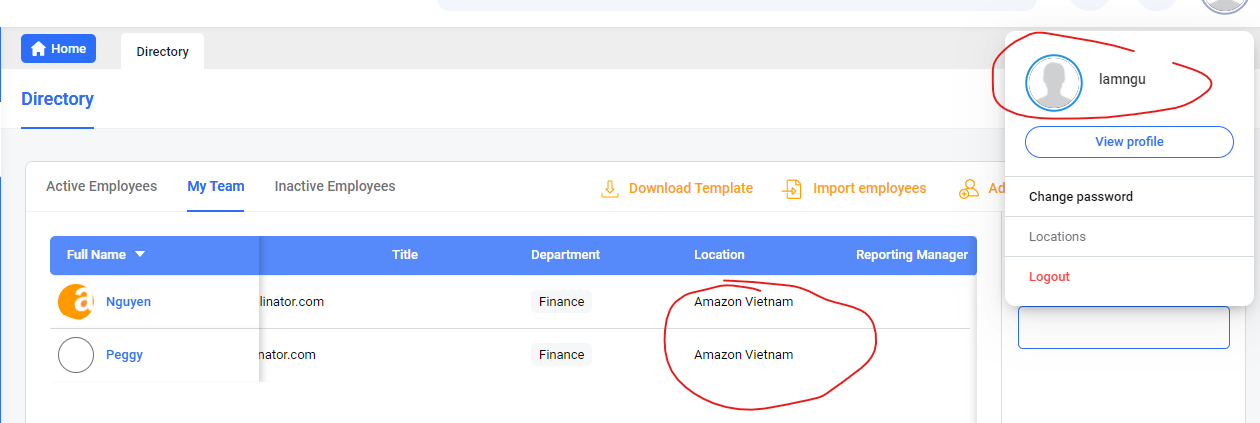 Home
Directory
lamngu
Directory
View profile
Active Employees My Team Inactive Employees Download Template Import employees
Change password
Locations
Logout
Full Name Title Department Location Reporting Manager
Nguyen linator.com Finance Amazon Vietnam
Peggy nator.com Finance Amazon Vietnam